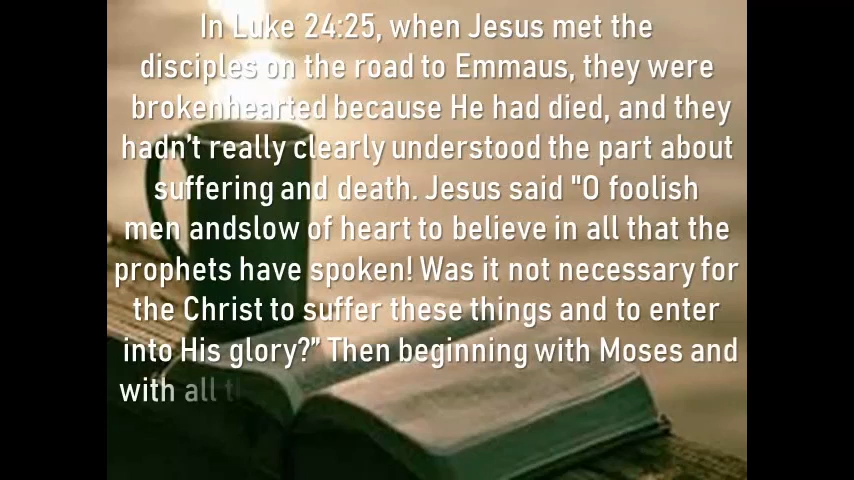 In Luke 24:25, when Jesus met the
disciples on the road to Emmaus, they were
brokenhearted because He had died, and they
hadn't really clearly understood the part about
suffering and death. Jesus said "O foolish
men andslow of heart to believe in all that the
prophets have spoken! Was it not necessary for
the Christ to suffer these things and to enter
into His glory?” Then beginning with Moses and
with all